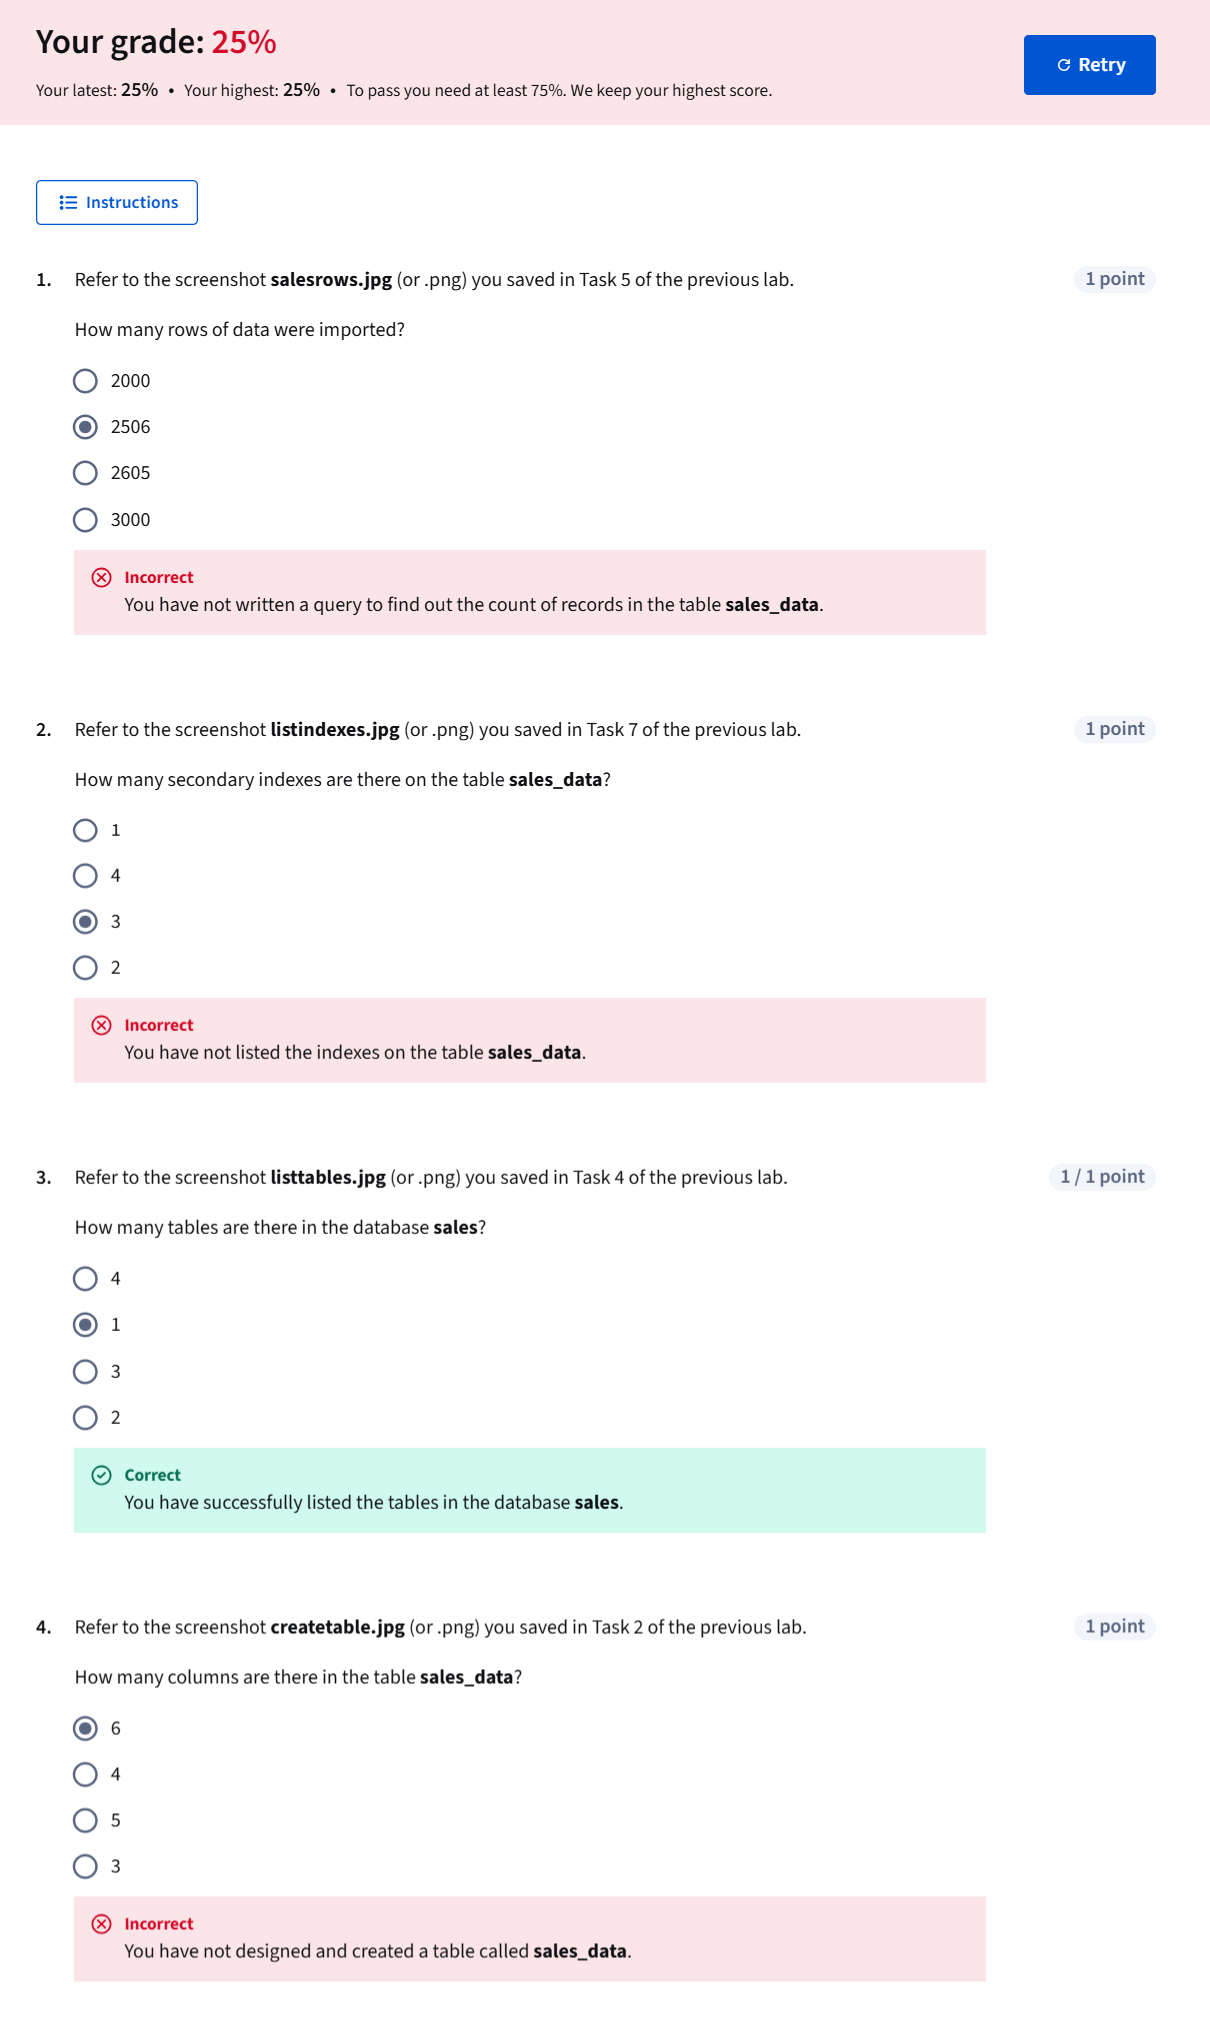 Your grade: 25%
Your latest: 25% • Your highest: 25% • To pass you need at least 75%. We keep your highest score.
Retry
Instructions
1. Refer to the screenshot salesrows.jpg (or .png) you saved in Task 5 of the previous lab.
1 point
How many rows of data were imported?
2000
2506
2605
3000
Incorrect
You have not written a query to find out the count of records in the table sales_data.
2. Refer to the screenshot listindexes.jpg (or .png) you saved in Task 7 of the previous lab.
1 point
How many secondary indexes are there on the table sales_data?
1
4
3
2
Incorrect
You have not listed the indexes on the table sales_data.
3. Refer to the screenshot listtables.jpg (or .png) you saved in Task 4 of the previous lab.
1 / 1 point
How many tables are there in the database sales?
4
1
3
2
Correct
You have successfully listed the tables in the database sales.
4. Refer to the screenshot createtable.jpg (or .png) you saved in Task 2 of the previous lab.
1 point
How many columns are there in the table sales_data?
6
4
5
3
Incorrect
You have not designed and created a table called sales_data.